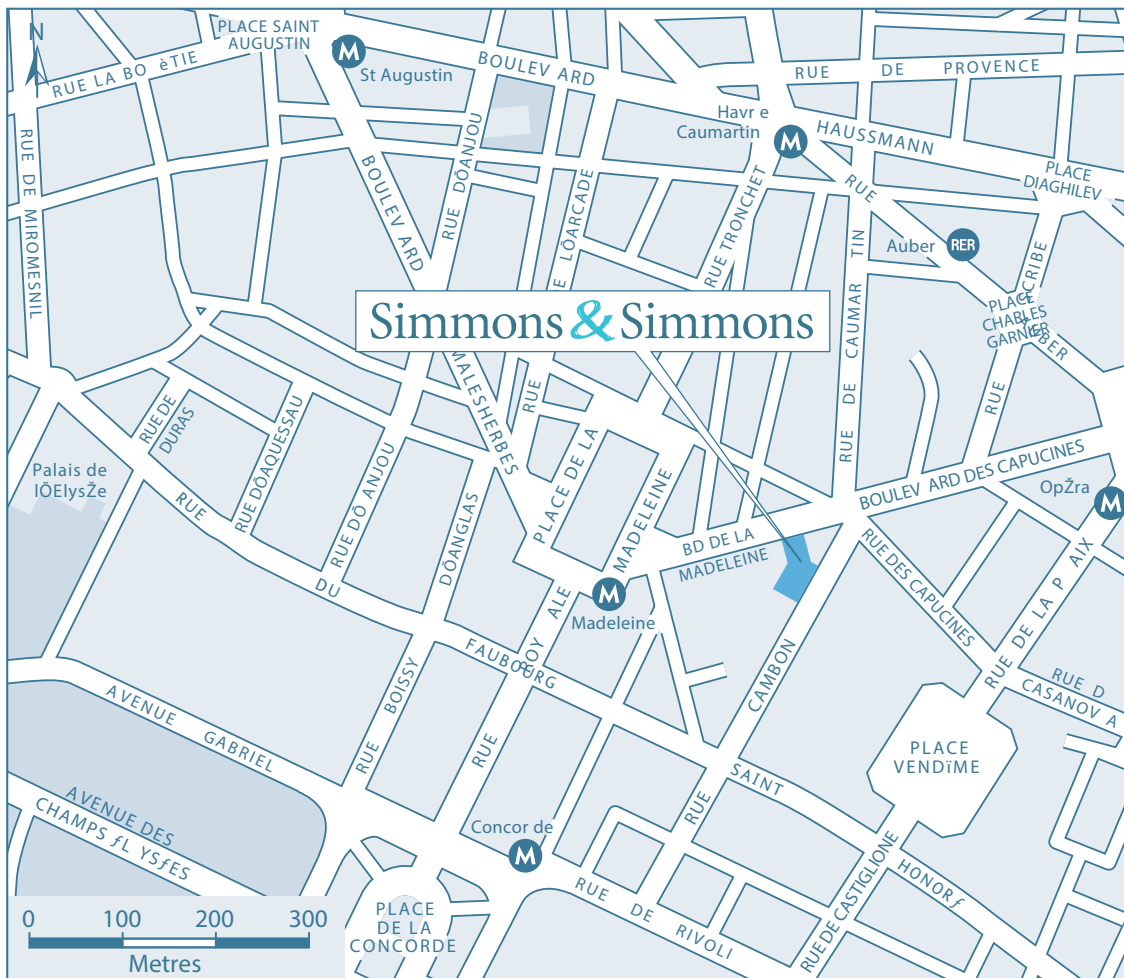 N
PLACE SAINT
AUGUSTIN
M
St Augustin
RUE LA BO èTIE
BOULEV ARD
HAUSSMANN
RUE DE PROVENCE
Havr e
Caumartin
M
PLACE
DIAGHILEV
RUE DE MIROMESNIL
BOULEV ARD
MALESHERBES
RUE DÕANJOU
RUE
E LÕARCADE
RUE TRONCHET
RUE DE CAUMAR TIN
RUE
Auber
RER
PLACE
CHARLES
GARNIER
AUBER
RUE
SCRIBE
Simmons & Simmons
RUE DE
DURAS
RUE DÕAQUESSAU
RUE DÕ ANJOU
Palais de
lÕElysŽe
PLACE DE LA
MADELEINE
BOULEV ARD DES CAPUCINES
OpŽra
M
BD DE LA
MADELEINE
RUE DES CAPUCINES
RUE DE LA P AIX
RUE D
CASANOV A
M
Madeleine
RUE
DU
FAUBOURG
SAINT
HONORƒ
RUE BOISSY
DÕANGLAS
RUE
ROY ALE
RUE
CAMBON
PLACE
VENDïME
AVENUE
GABRIEL
AVENUE DES
CHAMPS ƒL YSƒES
Concor de
M
RUE DE RIVOLI
RUE DE CASTIGLIONE
PLACE
DE LA
CONCORDE
0 100 200 300
Metres